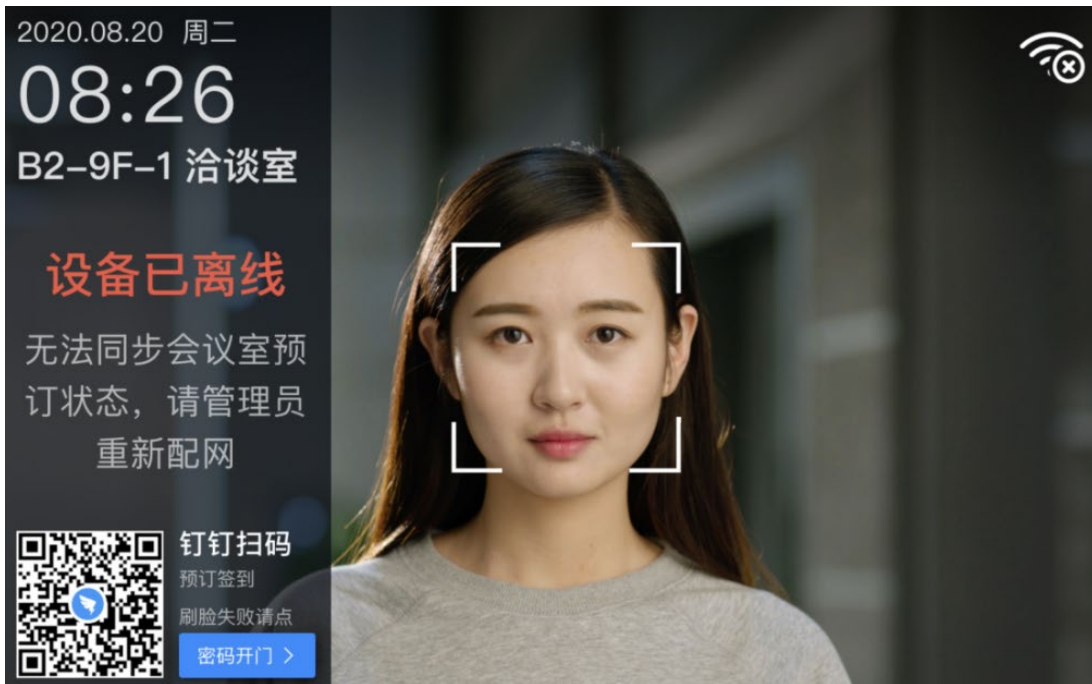 2020.08.20 周二
08:26
B2-9F-1 洽谈室
设备已离线
无法同步会议室预
订状态，请管理员
重新配网
钉钉扫码
预订签到
刷脸失败请点
密码开门 >